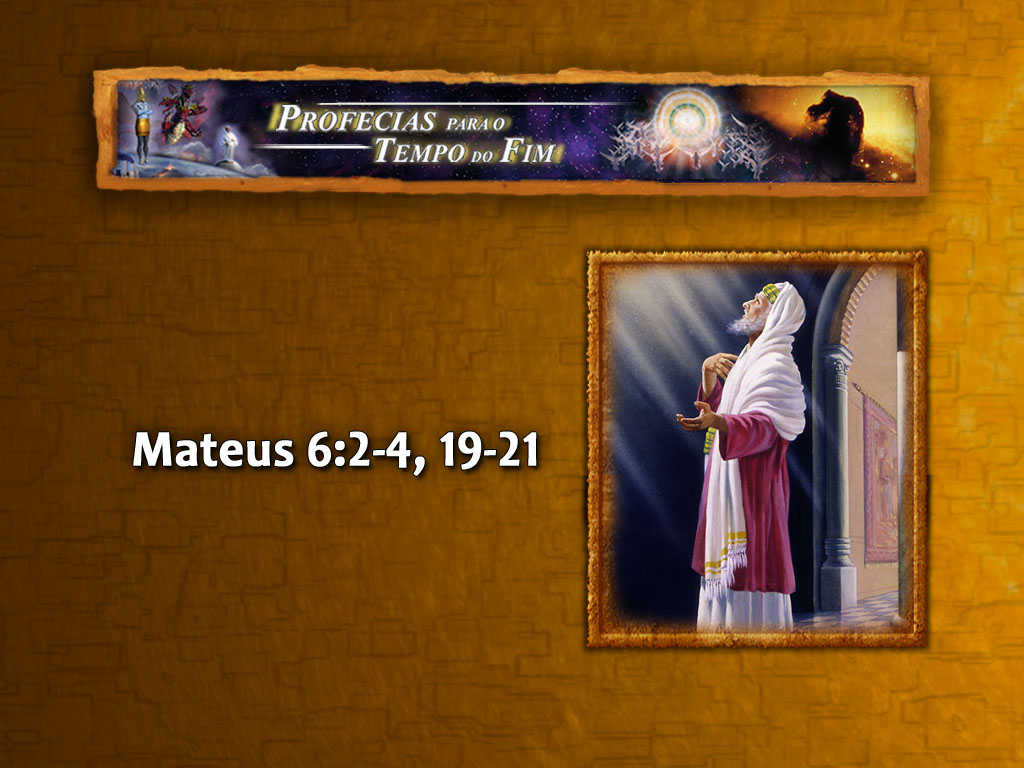 PROFECIAS PARA O
TEMPO DO FIM
Mateus 6:2-4, 19-21